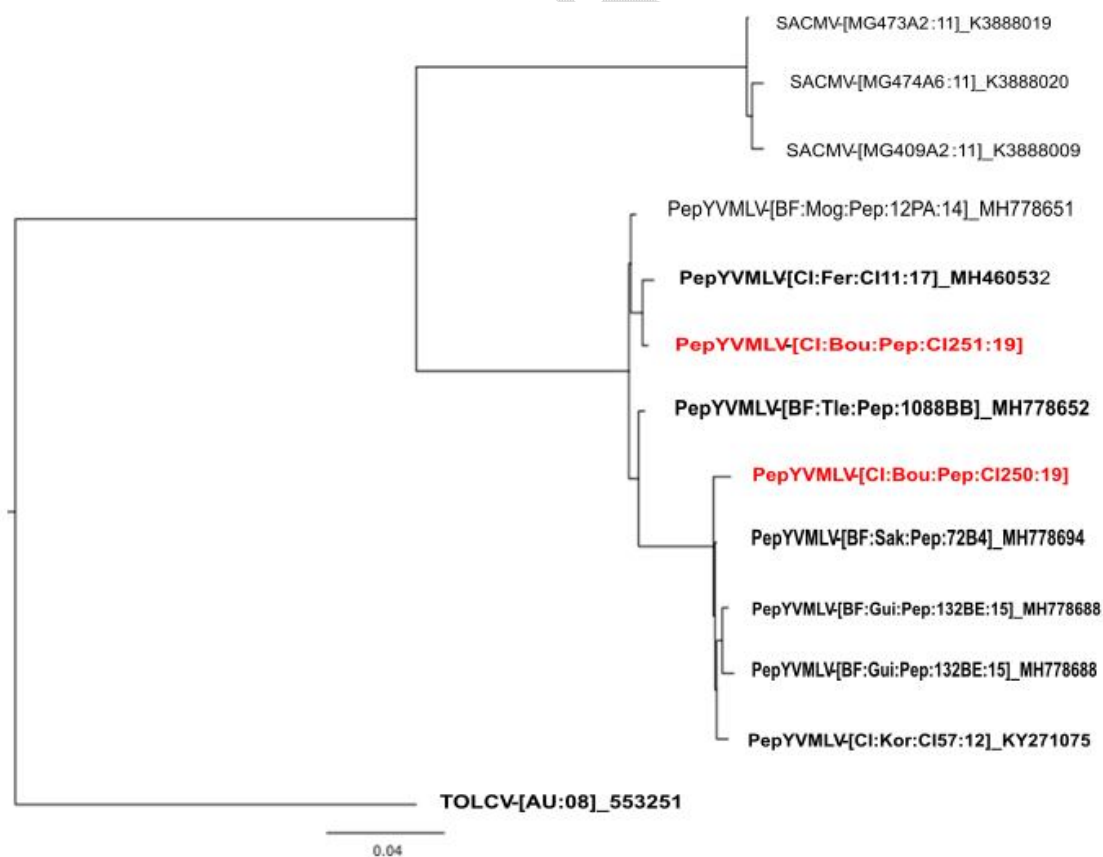 SACMV-[MG473A2:11]_K3888019
SACMV-[MG474A6:11]_K3888020
SACMV-[MG409A2:11]_K3888009
PepYVMLV-[BF:Mog:Pep:12PA:14]_MH778651
PepYVMLV-[CI:Fer:CI11:17]_MH460532
PepYVMLV-[CI:Bou:Pep:CI251:19]
PepYVMLV-[BF:Tle:Pep:1088BB]_MH778652
PepYVMLV-[CI:Bou:Pep:CI250:19]
PepYVMLV-[BF:Sak:Pep:72B4]_MH778694
PepYVMLV-[BF:Gui:Pep:132BE:15]_MH778688
PepYVMLV-[BF:Gui:Pep:132BE:15]_MH778688
PepYVMLV-[CI:Kor:CI57:12]_KY271075
TOLCV-[AU:08]_553251
0.04